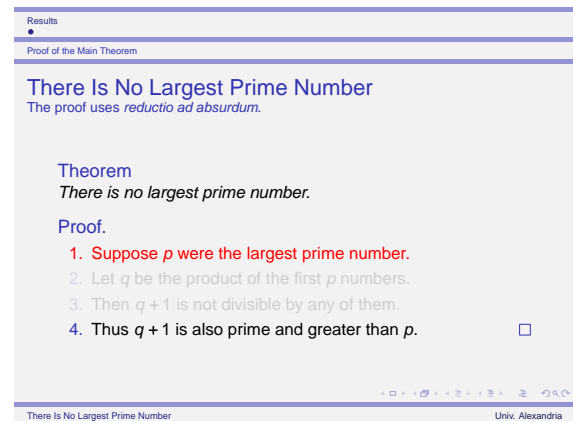 Results
Proof of the Main Theorem
There Is No Largest Prime Number
The proof uses reductio ad absurdum.
Theorem
There is no largest prime number.
Proof.
1. Suppose p were the largest prime number.
2. Let q be the product of the first p numbers.
3. Then q + 1 is not divisible by any of them.
4. Thus q + 1 is also prime and greater than p.
There Is No Largest Prime Number
Univ. Alexandria